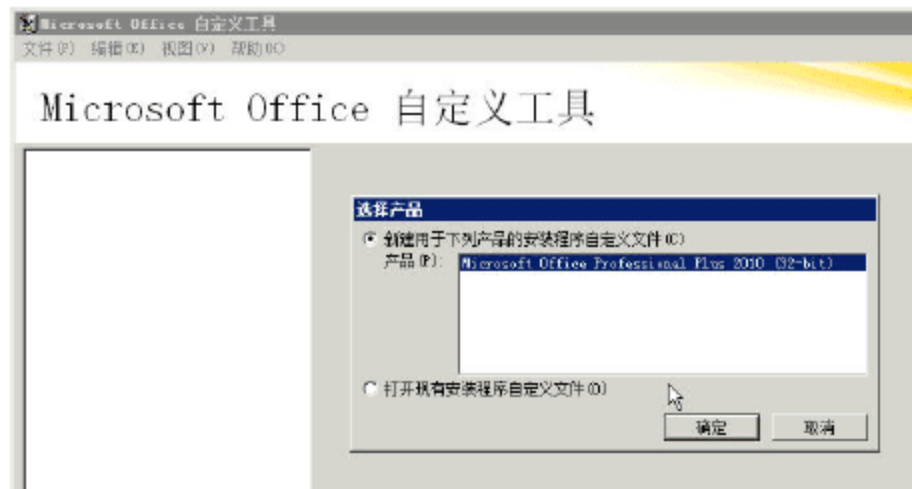 Microsoft Office 自定义工具
文件(F) 编辑(E) 视图(V) 帮助(H)
Microsoft Office 自定义工具
选择产品
创建用于下列产品的安装程序自定义文件(C)
产品(P): Microsoft Office Professional Plus 2010 (32-bit)
打开现有安装程序自定义文件(O)
确定 取消